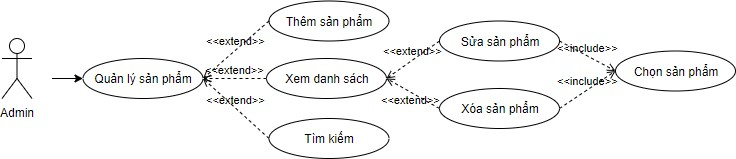 Thêm sản phẩm
<<extend>>
<<extend>>
Sửa sản phẩm
<<include>>
Quản lý sản phẩm
<<extend>>
Xem danh sách
Chọn sản phẩm
<<include>>
Admin
<<extend>>
<<extend>>
Xóa sản phẩm
Tìm kiếm